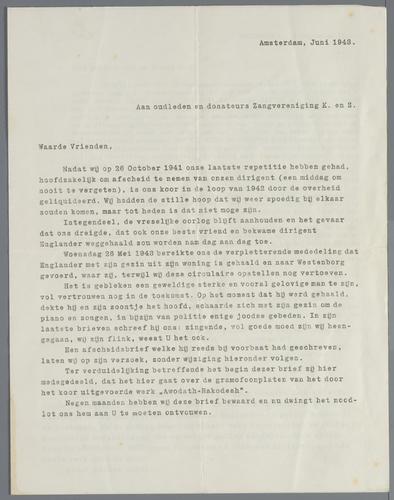 Amsterdam, Juni 1943.
Aan oudleden en donateurs Zangvereniging K. en S.
Waarde Vrienden,
Nadat wij op 26 October 1941 onze laatste repetitie hebben gehad,
hoofdzakelijk om afscheid te nemen van onzen dirigent (een middag om
nooit te vergeten), is ons koor in de loop van 1942 door de overheid
geliquideerd. Wij hadden de stille hoop dat wij weer spoedig bij elkaar
zouden komen, maar tot heden is dat niet moge zijn.
Integendeel, de vreselijke oorlog blijft aanhouden en het gevaar
dat ons dreigde, dat ook onze beste vriend en bekwame dirigent
Englander weggehaald zou worden nam dag aan dag toe.
Woensdag 26 Mei 1943 bereikte ons de verpletterende mededeling dat
Englander met zijn gezin uit zijn woning is gehaald en naar Westenborg
gevoerd, waar zij, terwijl wij deze circulaire opstellen nog vertoeven.
Het is gebleken een geweldige sterke en vooral gelovige man te zijn,
vol vertrouwen nog in de toekomst. Op het moment dat hij werd gehaald,
dekte hij en zijn zoontje het hoofd, schaarde zich met zijn gezin om de
piano en zongen, in bijzijn van politie enige joodse gebeden. In zijn
laatste brieven schreef hij ons: zingende, vol goede moed zijn wij heen-
gegaan, wij zijn flink, weest U het ook.
Een afscheidsbrief welke hij reeds bij voorbaat had geschreven,
laten wij op zijn verzoek, zonder wijziging hieronder volgen.
Ter verduidelijking betreffende het begin dezer brief zij hier
medegedeeld, dat het hier gaat over de gramofoonplaten van het door
het koor uitgevoerde werk „Awodath-Hakodesh".
Negen maanden hebben wij deze brief bewaard en nu dwingt het nood-
lot ons hem aan U te moeten ontvouwen.